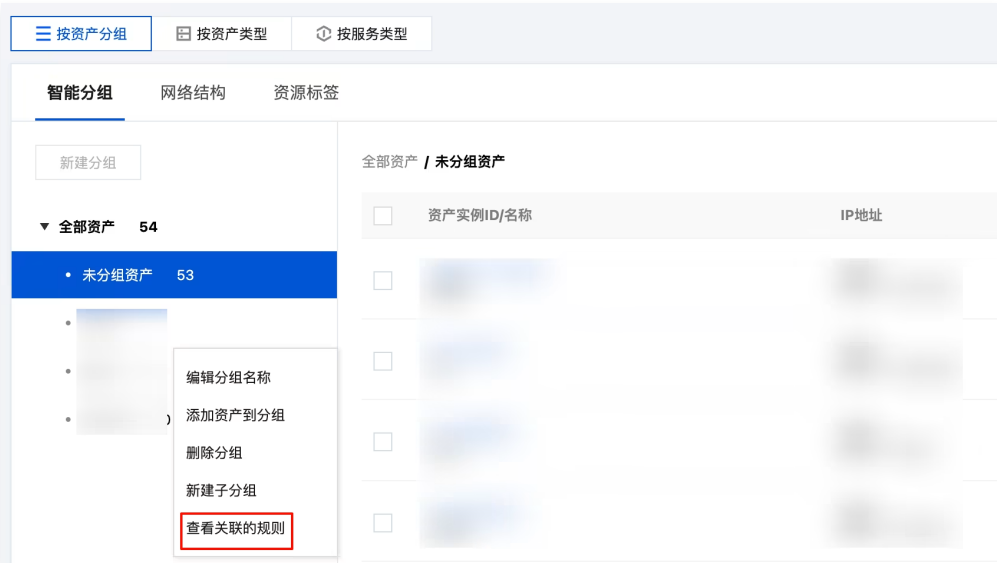 按资产分组 按资产类型 按服务类型
智能分组 网络结构 资源标签
新建分组
全部资产 / 未分组资产
资产实例ID/名称 IP地址
全部资产 54
未分组资产 53
编辑分组名称
添加资产到分组
删除分组
新建子分组
查看关联的规则